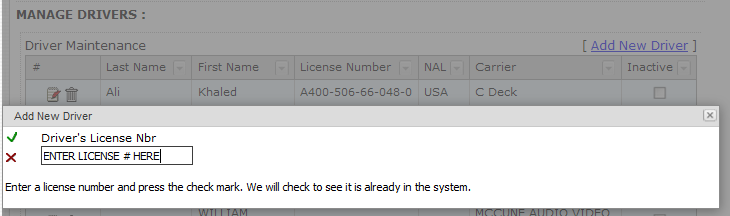 MANAGE DRIVERS :
Driver Maintenance [ Add New Driver ]
# Last Name First Name License Number NAL Carrier Inactive
Ali Khaled A400-506-66-048-0 USA C Deck
Add New Driver
Driver's License Nbr
ENTER LICENSE # HERE
Enter a license number and press the check mark. We will check to see it is already in the system.
WILLIAM MCCUNE AUDIO VIDEO